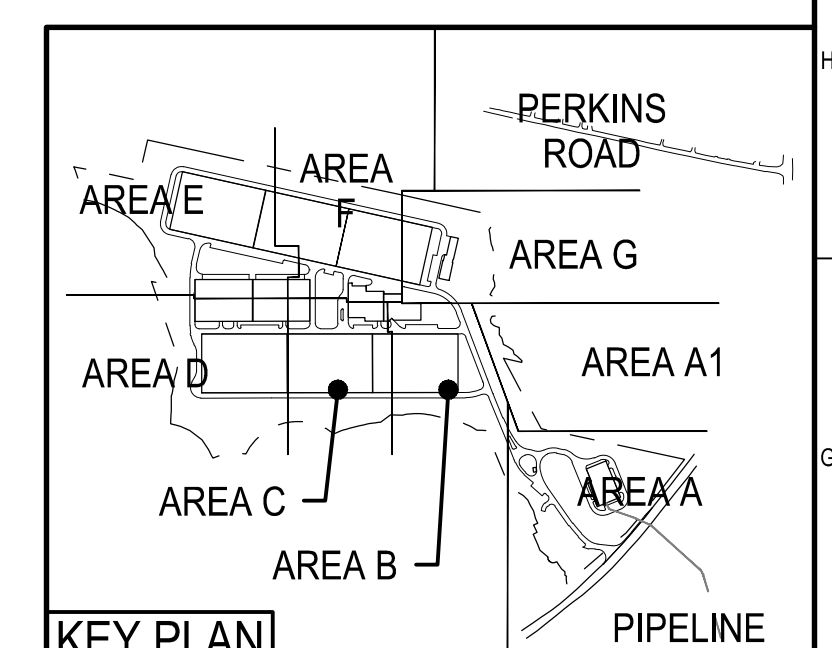 H
PERKINS
ROAD
AREA
F
AREA E
AREA G
AREA D
AREA A1
G
AREA C
AREA A
AREA B
KEY PLAN
PIPELINE